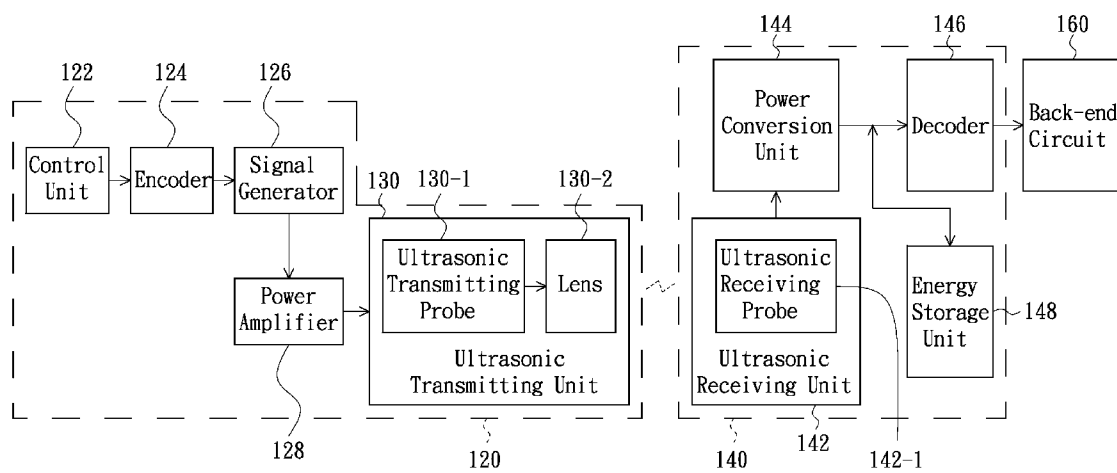 144
146
160
122
124
126
Power
Conversion
Unit
Decoder
Back-end
Circuit
Control
Unit
Encoder
Signal
Generator
130
130-1
130-2
Ultrasonic
Transmitting
Probe
Lens
Ultrasonic
Receiving
Probe
Energy
Storage
Unit
148
Power
Amplifier
Ultrasonic
Transmitting Unit
Ultrasonic
Receiving Unit
128
120
140
142
142-1